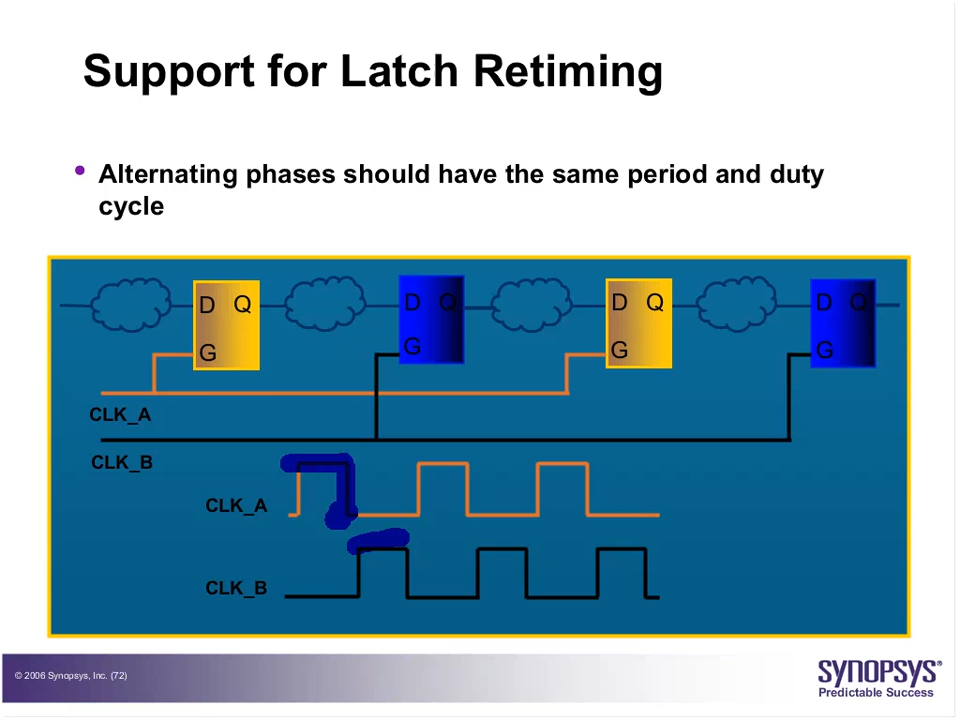 Support for Latch Retiming
• Alternating phases should have the same period and duty
cycle
D Q
D Q
D Q
D Q
G
G
G
G
CLK_A
CLK_B
CLK_A
CLK_B
© 2006 Synopsys, Inc. (72)
SYNOPSYS®
Predictable Success